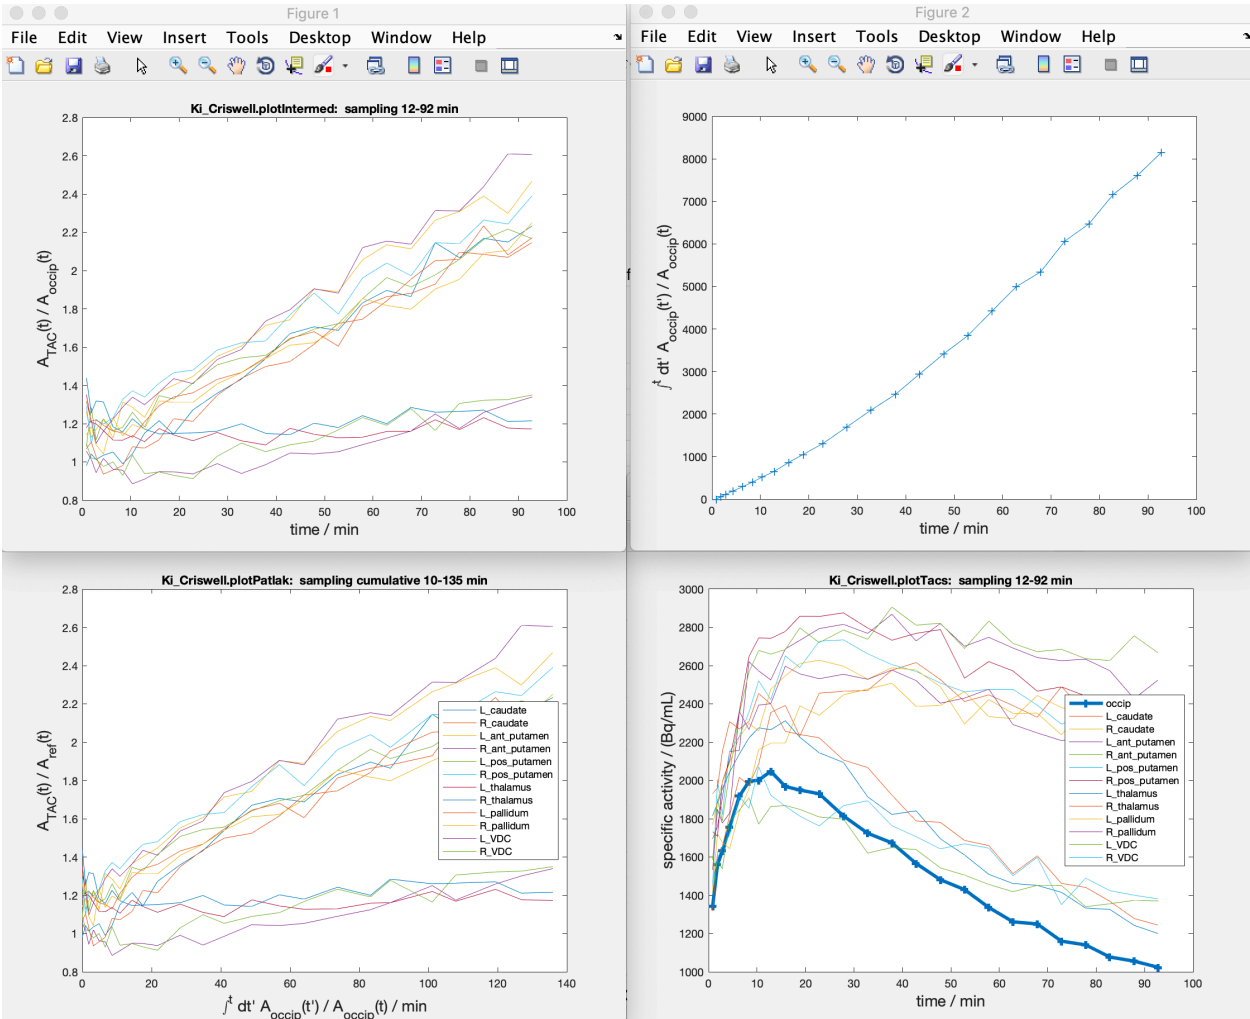 Figure 1
File Edit View Insert Tools Desktop Window Help
Ki_Criswell.plotIntermed: sampling 12-92 min
2.8
2.6
2.4
2.2
2
1.8
1.6
1.4
1.2
1
0.8
A_TAC(t) / A_occip(t)
0 10 20 30 40 50 60 70 80 90 100
time / min
Figure 2
File Edit View Insert Tools Desktop Window Help
9000
8000
7000
6000
5000
4000
3000
2000
1000
0
∫^t dt' A_occip(t') / A_occip(t)
0 10 20 30 40 50 60 70 80 90 100
time / min
f
Ki_Criswell.plotPatlak: sampling cumulative 10-135 min
2.8
2.6
2.4
2.2
2
1.8
1.6
1.4
1.2
1
0.8
A_TAC(t) / A_ref(t)
L_caudate
R_caudate
L_ant_putamen
R_ant_putamen
L_pos_putamen
R_pos_putamen
L_thalamus
R_thalamus
L_pallidum
R_pallidum
L_VDC
R_VDC
0 20 40 60 80 100 120 140
∫^t dt' A_occip(t') / A_occip(t) / min
Ki_Criswell.plotTacs: sampling 12-92 min
3000
2800
2600
2400
2200
2000
1800
1600
1400
1200
1000
specific activity / (Bq/mL)
occip
L_caudate
R_caudate
L_ant_putamen
R_ant_putamen
L_pos_putamen
R_pos_putamen
L_thalamus
R_thalamus
L_pallidum
R_pallidum
L_VDC
R_VDC
0 10 20 30 40 50 60 70 80 90 100
time / min